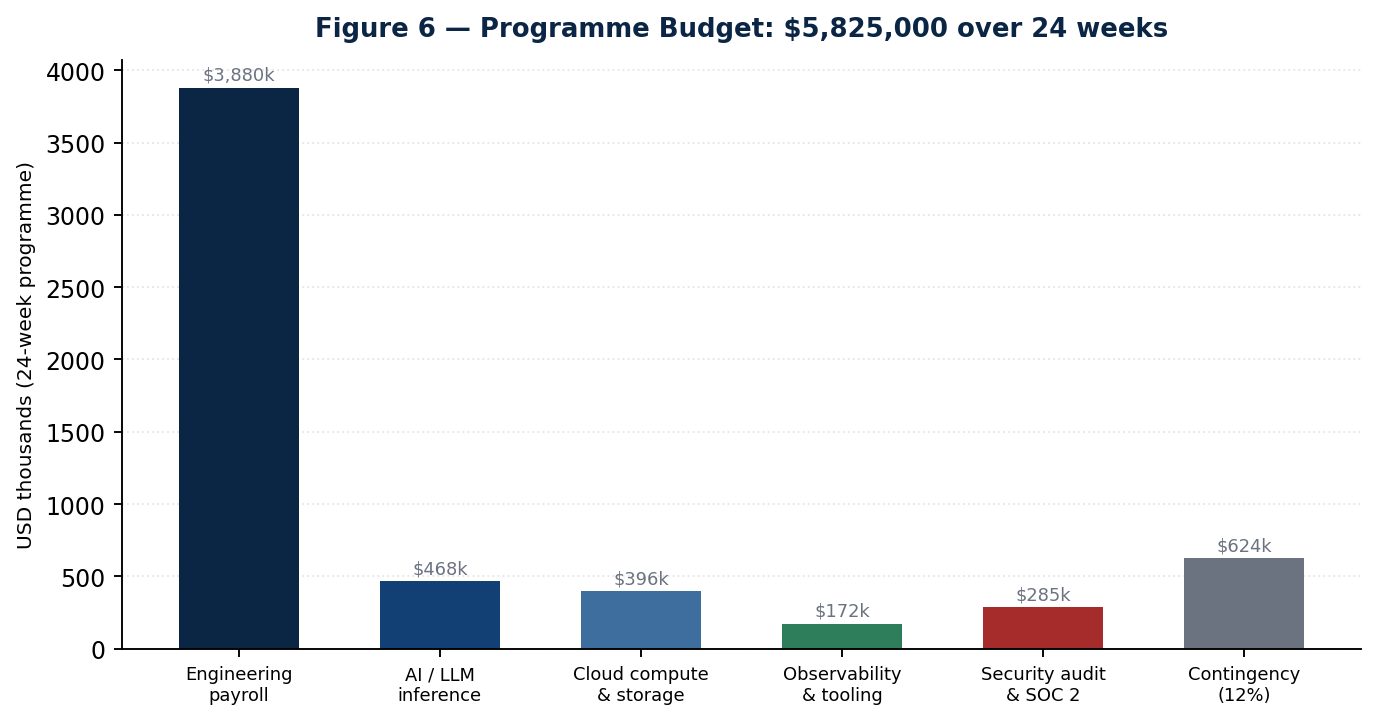 Figure 6 — Programme Budget: $5,825,000 over 24 weeks
USD thousands (24-week programme)
4000
3500
3000
2500
2000
1500
1000
500
0
$3,880k
$468k
$396k
$172k
$285k
$624k
Engineering
payroll
AI / LLM
inference
Cloud compute
& storage
Observability
& tooling
Security audit
& SOC 2
Contingency
(12%)